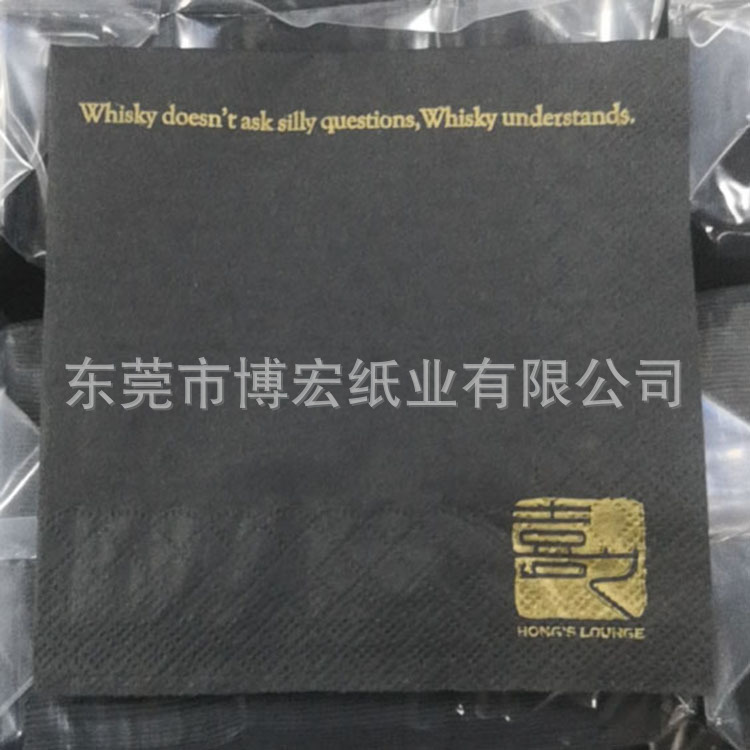 Whisky doesn't ask silly questions,Whisky understands.
东莞市博宏纸业有限公司
HONG'S LOUNGE